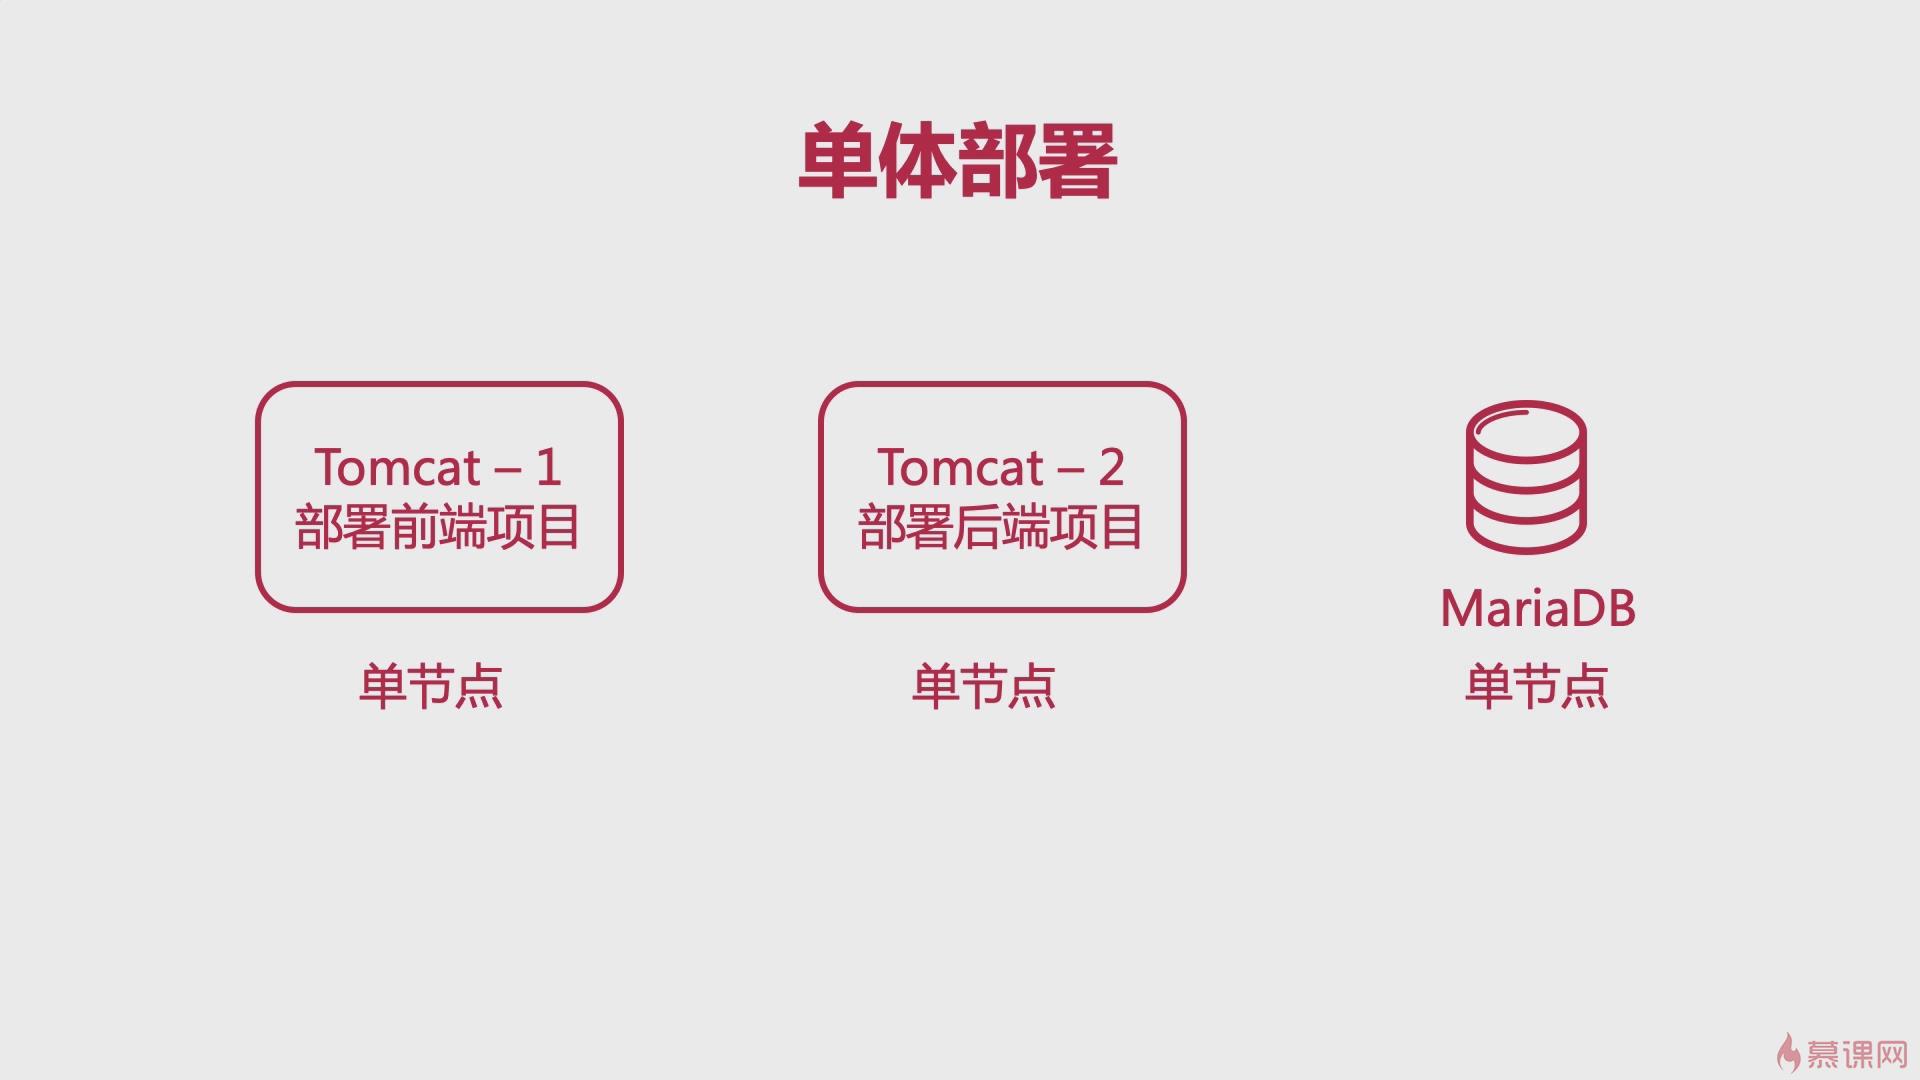 单体部署
Tomcat – 1
部署前端项目
单节点
Tomcat – 2
部署后端项目
单节点
MariaDB
单节点
慕课网